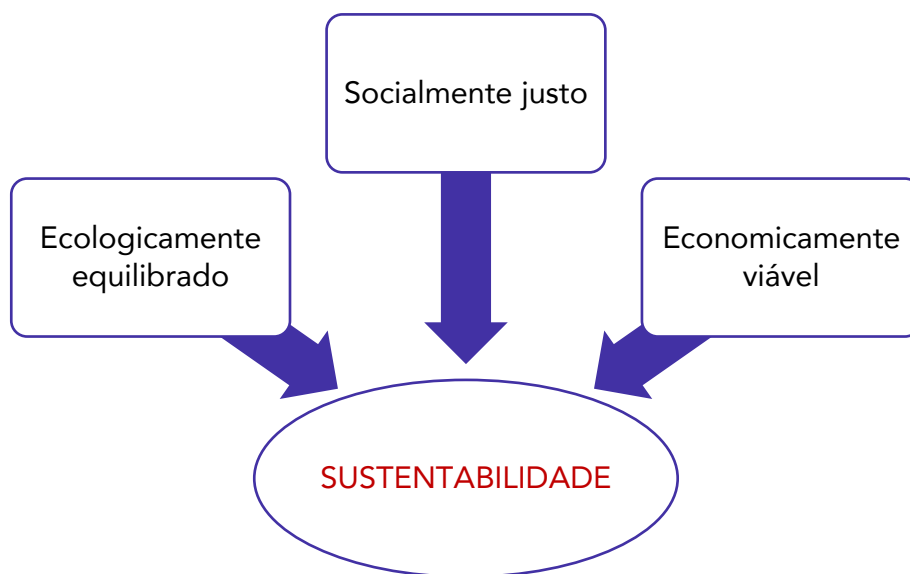 Socialmente justo
Ecologicamente
equilibrado
Economicamente
viável
SUSTENTABILIDADE